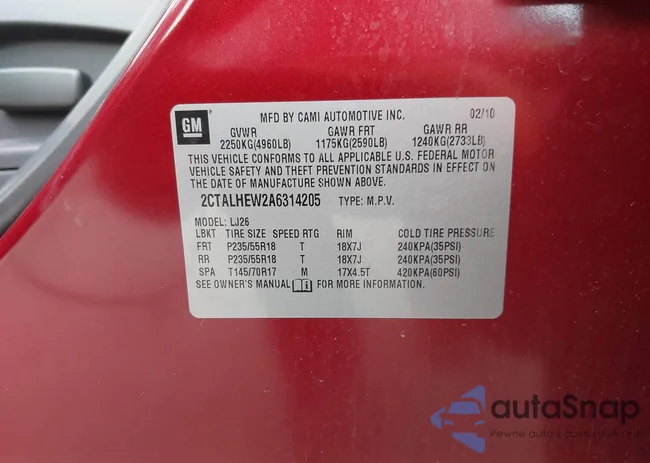 GM
MFD BY CAMI AUTOMOTIVE INC. 02/10
GVWR GAWR FRT GAWR RR
2250KG(4960LB) 1175KG(2590LB) 1240KG(2733LB)
THIS VEHICLE CONFORMS TO ALL APPLICABLE U.S. FEDERAL MOTOR
VEHICLE SAFETY AND THEFT PREVENTION STANDARDS IN EFFECT ON
THE DATE OF MANUFACTURE SHOWN ABOVE.
2CTALHEW2A6314205 TYPE: M.P.V.
MODEL: LJ26
LBKT TIRE SIZE SPEED RTG RIM COLD TIRE PRESSURE
FRT P235/55R18 T 18X7J 240KPA(35PSI)
RR P235/55R18 T 18X7J 240KPA(35PSI)
SPA T145/70R17 M 17X4.5T 420KPA(60PSI)
SEE OWNER'S MANUAL FOR MORE INFORMATION.
autaSnap
Pewne auta z